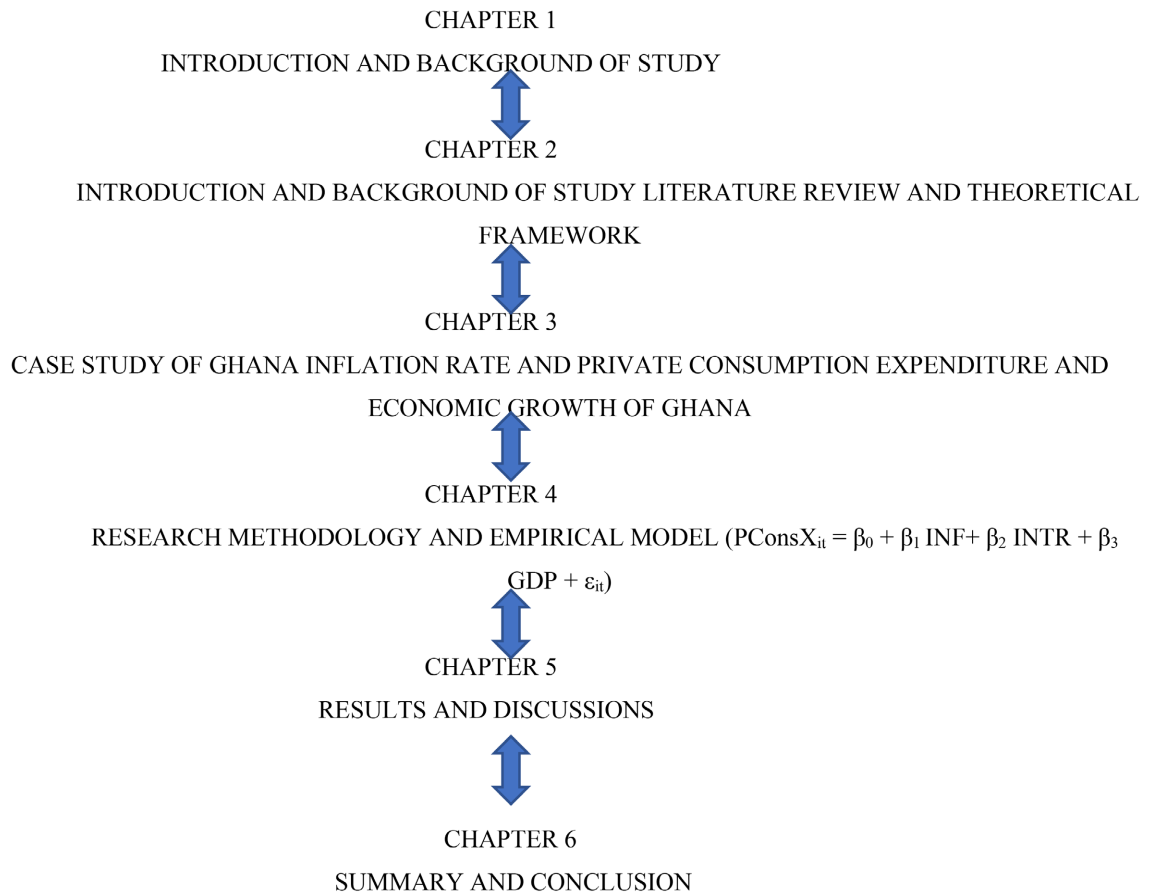 CHAPTER 1
INTRODUCTION AND BACKGROUND OF STUDY
CHAPTER 2
INTRODUCTION AND BACKGROUND OF STUDY LITERATURE REVIEW AND THEORETICAL
FRAMEWORK
CHAPTER 3
CASE STUDY OF GHANA INFLATION RATE AND PRIVATE CONSUMPTION EXPENDITURE AND
ECONOMIC GROWTH OF GHANA
CHAPTER 4
RESEARCH METHODOLOGY AND EMPIRICAL MODEL (PConsXᵢₜ = β₀ + β₁ INF+ β₂ INTR + β₃
GDP + εᵢₜ)
CHAPTER 5
RESULTS AND DISCUSSIONS
CHAPTER 6
SUMMARY AND CONCLUSION